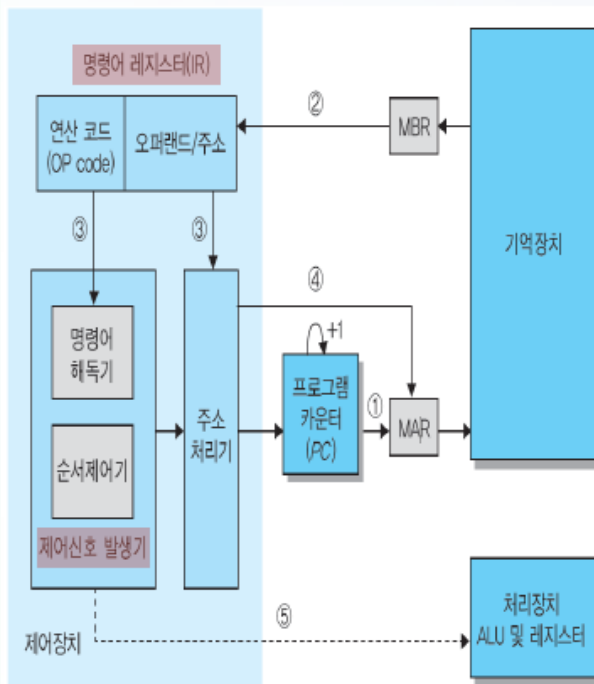 명령어 레지스터(IR)
연산 코드
(OP code)
오퍼랜드/주소
②
MBR
기억장치
③
③
④
명령어
해독기
순서제어기
제어신호 발생기
주소
처리기
+1
프로그램
카운터
(PC)
①
MAR
제어장치
⑤
처리장치
ALU 및 레지스터